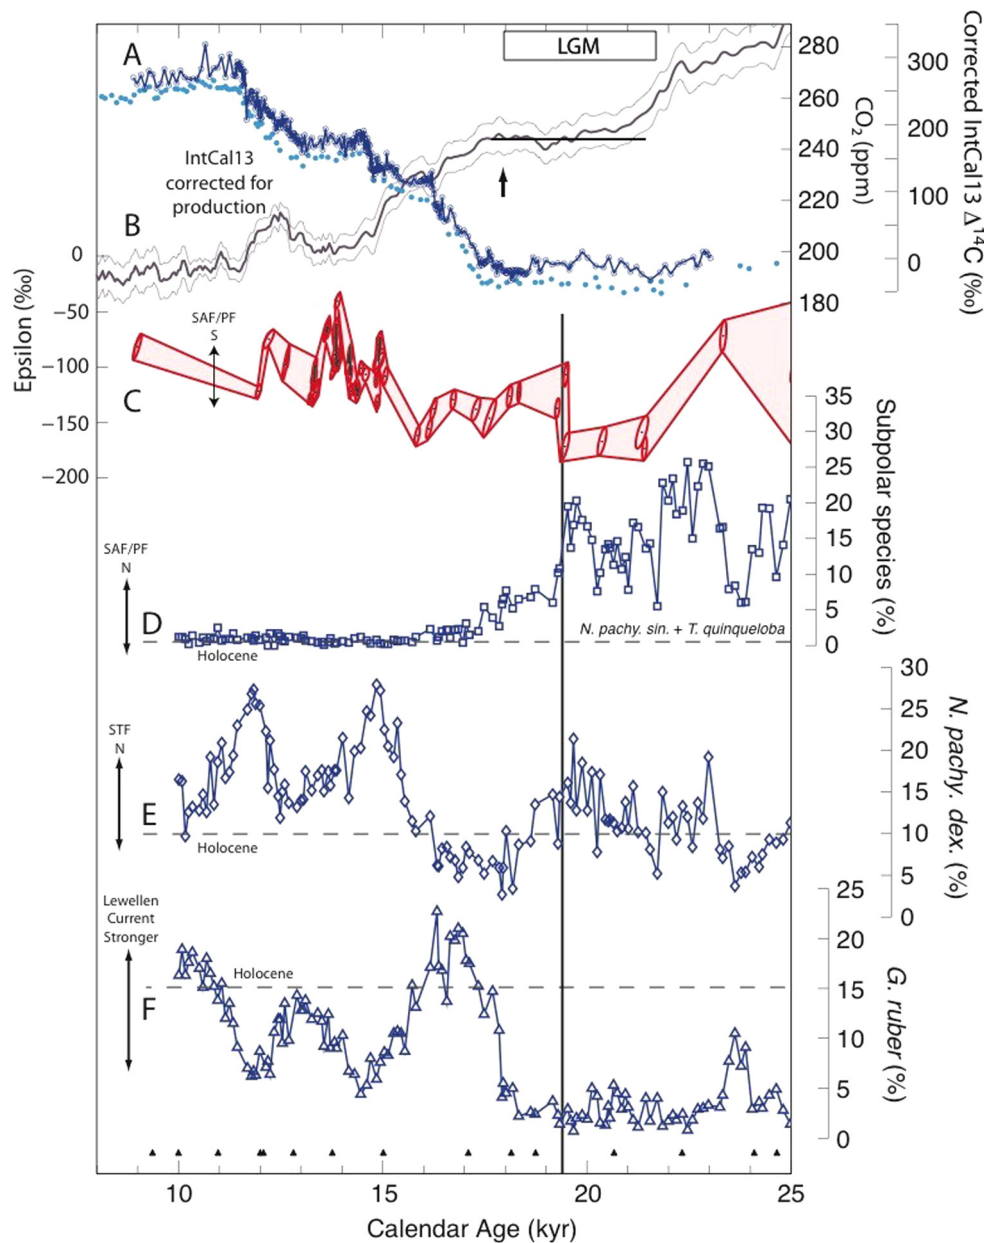 A
LGM
280
260
240
220
200
180
CO2 (ppm)
300
200
100
0
Corrected IntCal13 Δ14C (‰)
IntCal13
corrected for
production
B
0
−50
−100
−150
−200
Epsilon (‰)
SAF/PF
S
C
35
30
25
20
15
10
5
0
Subpolar species (%)
SAF/PF
N
D
Holocene
N. pachy. sin. + T. quinqueloba
30
25
20
15
10
5
0
N. pachy. dex. (%)
STF
N
E
Holocene
Lewellen
Current
Stronger
Holocene
F
25
20
15
10
5
0
G. ruber (%)
10
15
20
25
Calendar Age (kyr)